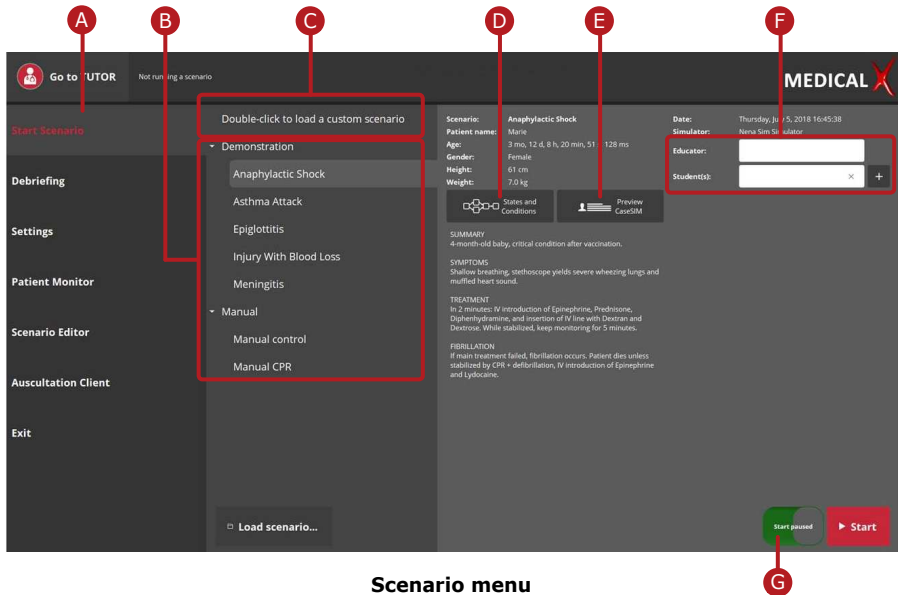 A B C D E F
Go to TUTOR Not running a scenario MEDICAL X
Start Scenario
Debriefing
Settings
Patient Monitor
Scenario Editor
Auscultation Client
Exit
Double-click to load a custom scenario
Demonstration
Anaphylactic Shock
Asthma Attack
Epiglottitis
Injury With Blood Loss
Meningitis
Manual
Manual control
Manual CPR
Load scenario...
Scenario: Anaphylactic Shock
Patient name: Marie
Age: 3 mo, 12 d, 8 h, 20 min, 51 128 ms
Gender: Female
Height: 61 cm
Weight: 7.0 kg
Date: Thursday, July 5, 2018 16:45:38
Simulator: Nena Sim Simulator
Educator:
Student(s): × +
States and
Conditions
Preview
CaseSIM
SUMMARY
4-month-old baby, critical condition after vaccination.
SYMPTOMS
Shallow breathing, stethoscope yields severe wheezing lungs and
muffled heart sound.
TREATMENT
In 2 minutes: IV Introduction of Epinephrine, Prednisone,
Diphenhydramine, and insertion of IV line with Dextran and
Dextrose. While stabilized, keep monitoring for 5 minutes.
FIBRILLATION
If main treatment failed, fibrillation occurs. Patient dies unless
stabilized by CPR + defibrillation, IV introduction of Epinephrine
and Lydocaine.
Start paused
Start
G
Scenario menu